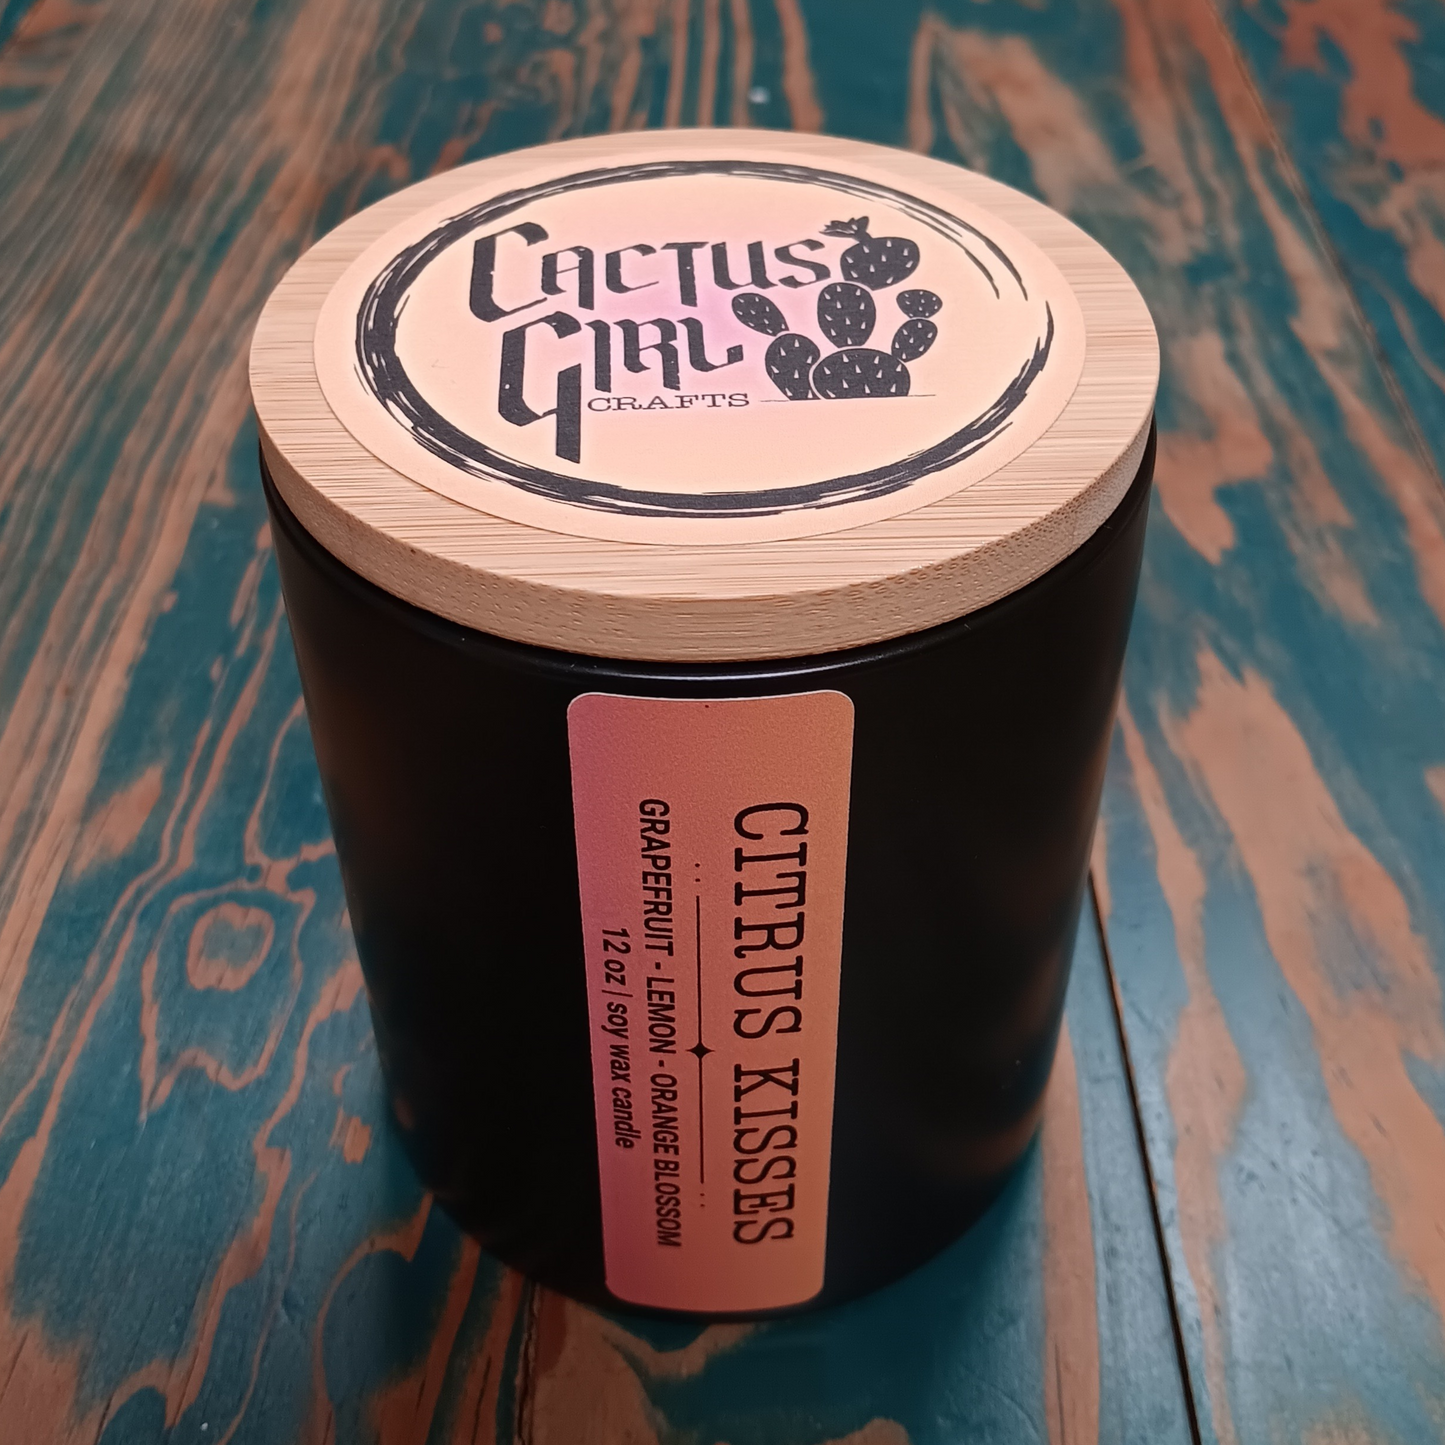 CACTUS
GIRL
CRAFTS
CITRUS KISSES
GRAPEFRUIT - LEMON - ORANGE BLOSSOM
12 oz | soy wax candle